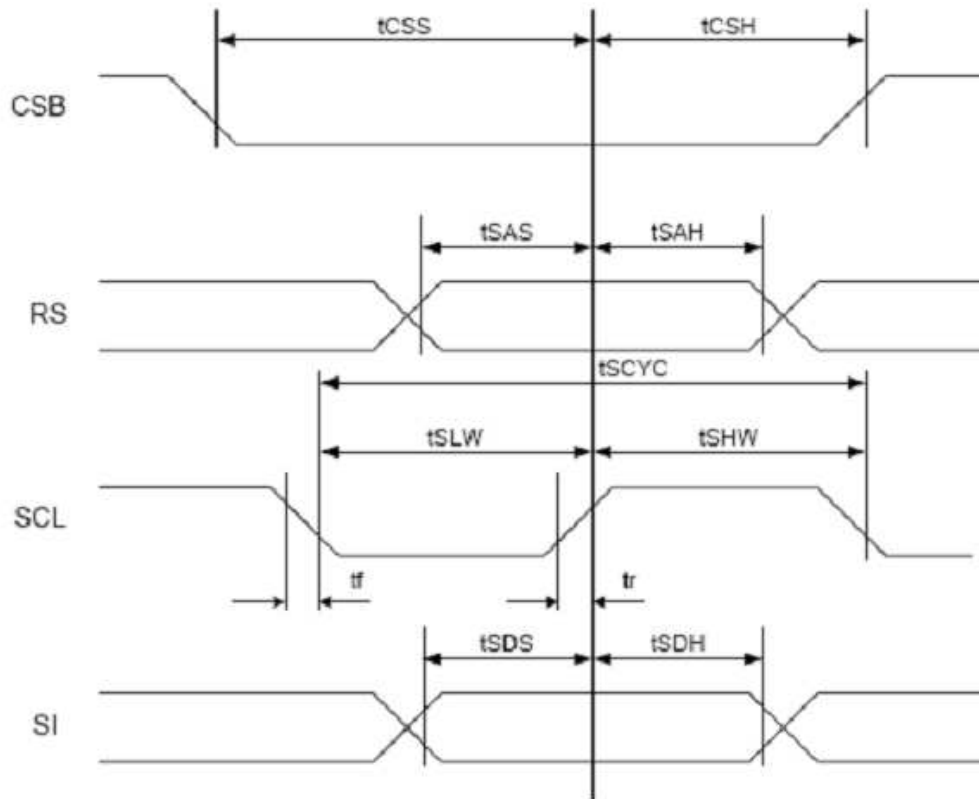 tCSS tCSH
CSB
tSAS tSAH
RS
tSCYC
tSLW tSHW
SCL
tf tr
tSDS tSDH
SI